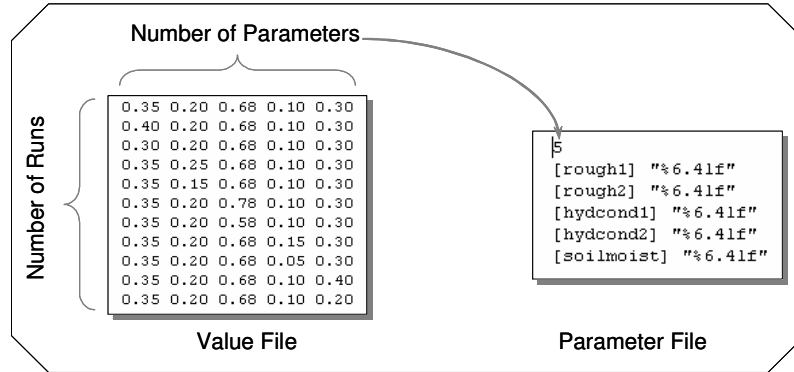 Number of Parameters
Number of Runs
0.35 0.20 0.68 0.10 0.30
0.40 0.20 0.68 0.10 0.30
0.30 0.20 0.68 0.10 0.30
0.35 0.25 0.68 0.10 0.30
0.35 0.15 0.68 0.10 0.30
0.35 0.20 0.78 0.10 0.30
0.35 0.20 0.58 0.10 0.30
0.35 0.20 0.68 0.15 0.30
0.35 0.20 0.68 0.05 0.30
0.35 0.20 0.68 0.10 0.40
0.35 0.20 0.68 0.10 0.20
Value File
5
[rough1] "%6.4lf"
[rough2] "%6.4lf"
[hydcond1] "%6.4lf"
[hydcond2] "%6.4lf"
[soilmoist] "%6.4lf"
Parameter File